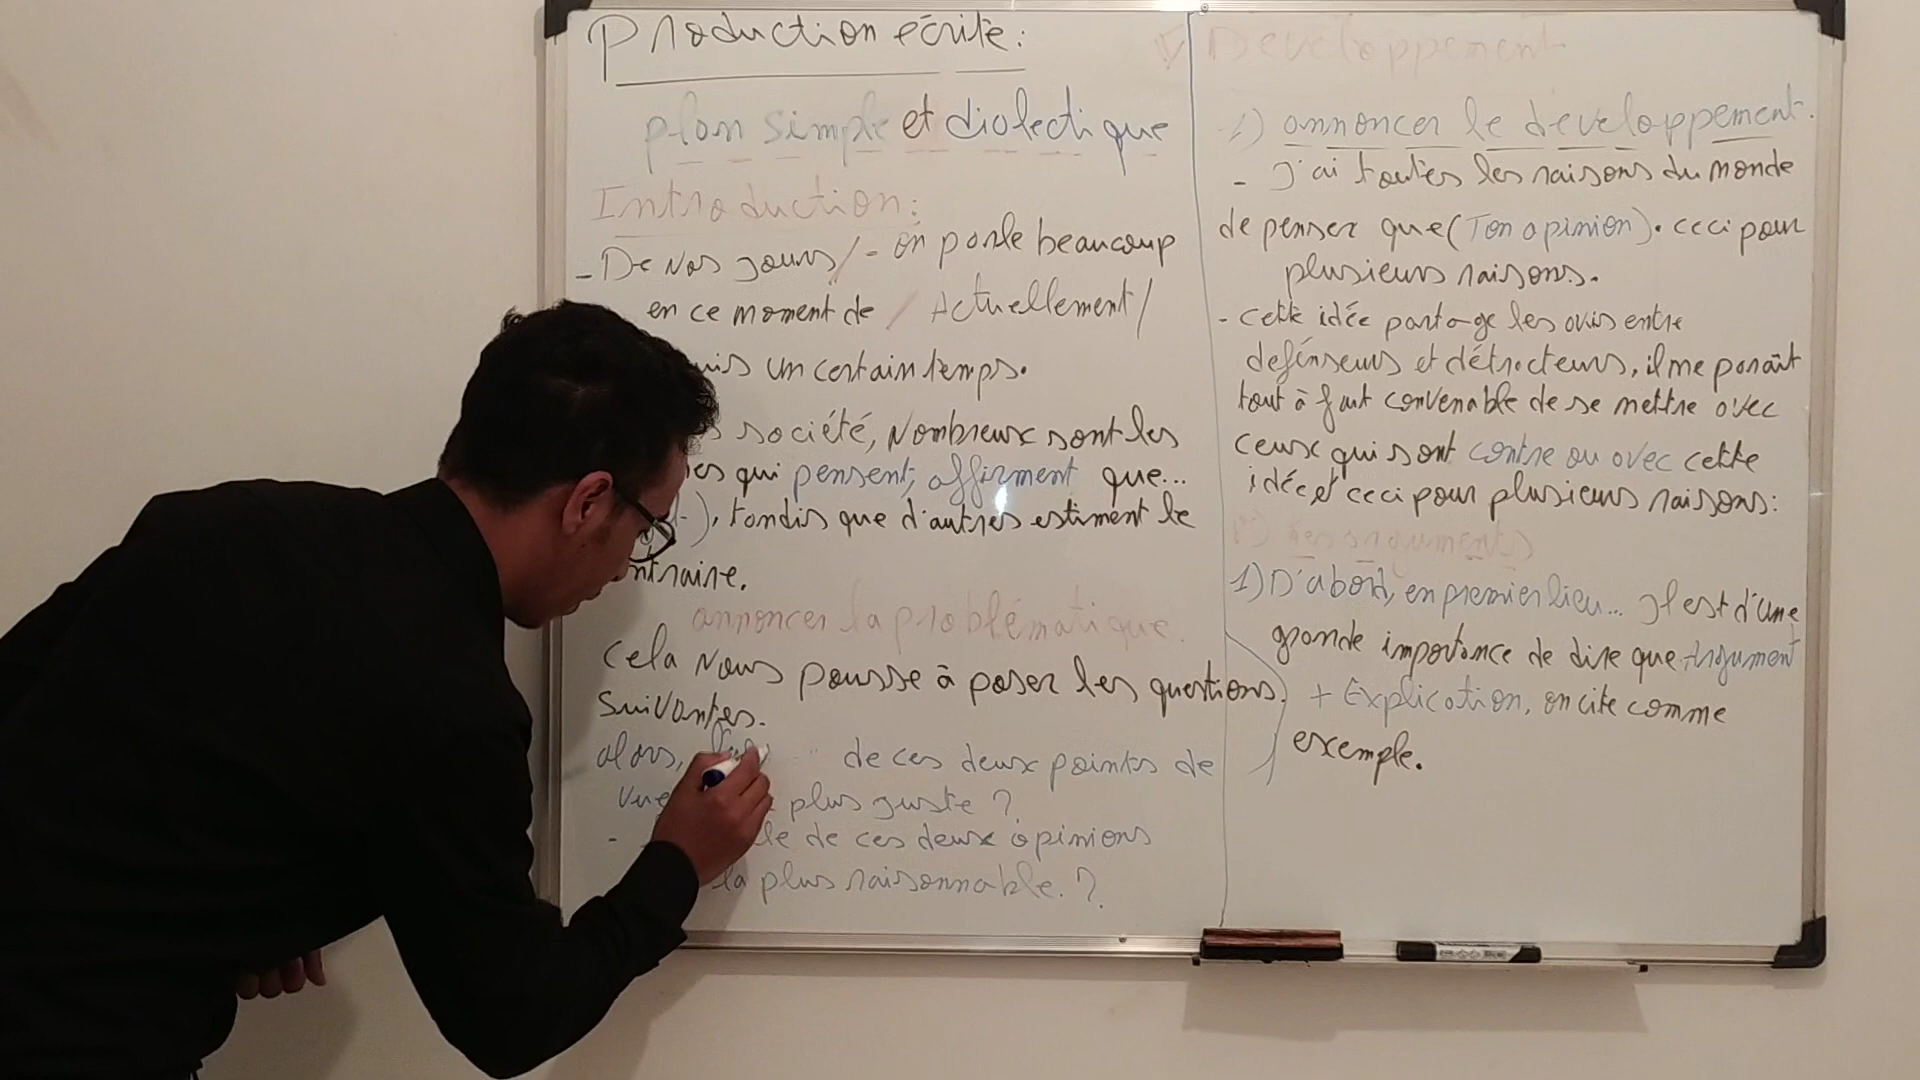 Production écrite:
plan simple et dialectique
Introduction:
- De nos jours / - on parle beaucoup
en ce moment de / Actuellement /
un certain temps.
société, nombreux sont les
qui pensent, affirment que...
), tandis que d'autres estiment le
annoncer la problématique.
Cela nous pousse à poser les questions
suivantes.
alors, de ces deux points de
vue plus juste ?
- de ces deux opinions
la plus raisonnable. ?
Développement
1) annoncer le developpement.
- J'ai toutes les raisons du monde
de penser que (Ton opinion). ceci pour
plusieurs raisons.
- cette idée partage les avis entre
défenseurs et détracteurs, il me paraît
tout à fait convenable de se mettre avec
ceux qui sont contre ou avec cette
idée et ceci pour plusieurs raisons:
arguments
1) D'abord, en premier lieu... Il est d'une
grande importance de dire que Argument
+ Explication, on cite comme
exemple.